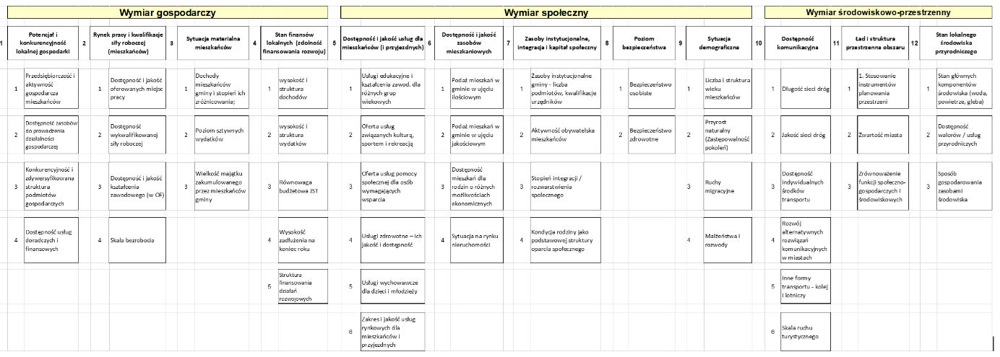 Wymiar gospodarczy
Wymiar społeczny
Wymiar środowiskowo-przestrzenny
1
Potencjał i
konkurencyjność
lokalnej gospodarki
2
Rynek pracy i kwalifikacje
siły roboczej
(mieszkańców)
3
Sytuacja materialna
mieszkańców
4
Stan finansów
lokalnych (zdolność
finansowania rozwoju)
5
Dostępność i jakość usług dla
mieszkańców (i przyjezdnych)
6
Dostępność i jakość
zasobów
mieszkaniowych
7
Zasoby instytucjonalne,
integracja i kapitał społeczny
8
Poziom
bezpieczeństwa
9
Sytuacja
demograficzna
10
Dostępność
komunikacyjna
11
Ład i struktura
przestrzenna obszaru
12
Stan lokalnego
środowiska
przyrodniczego
1
Przedsiębiorczość i
aktywność
gospodarcza
mieszkańców
1
Dostępność i jakość
oferowanych miejsc
pracy
1
Dochody
mieszkańców
gminy i stopień ich
zróżnicowania;
1
wysokość i
struktura
dochodów
1
Usługi edukacyjne i
kształcenia zawod. dla
różnych grup
wiekowych
1
Podaż mieszkań w
gminie w ujęciu
ilościowym
1
Zasoby instytucjonalne
gminy - liczba
podmiotów, kwalifikacje
urzędników
1
Bezpieczeństwo
osobiste
1
Liczba i struktura
wieku
mieszkańców
1
Długość sieci dróg
1
1. Stosowanie
instrumentów
planowania
przestrzeni
1
Stan głównych
komponentów
środowiska (woda,
powietrze, gleba)
2
Dostępność zasobów
do prowadzenia
działalności
gospodarczej
2
Dostępność
wykwalifikowanej
siły roboczej
2
Poziom sztywnych
wydatków
2
wysokość i
struktura
wydatków
2
Oferta usług
związanych kulturą,
sportem i rekreacją
2
Podaż mieszkań w
gminie w ujęciu
jakościowym
2
Aktywność obywatelska
mieszkańców
2
Bezpieczeństwo
zdrowotne
2
Przyrost
naturalny
(Zastępowalność
pokoleń)
2
Jakość sieci dróg
2
Zwartość miasta
2
Dostępność
walorów / usług
przyrodniczych
3
Konkurencyjność i
zdywersyfikowana
struktura
podmiotów
gospodarczych
3
Dostępność i jakość
kształcenia
zawodowego (w OF)
3
Wielkość majątku
zakumulowanego
przez mieszkańców
gminy
3
Równowaga
budżetowa JST
3
Oferta usług pomocy
społecznej dla osób
wymagających
wsparcia
3
Dostępność
mieszkań dla
rodzin o różnych
możliwościach
ekonomicznych
3
Stopień integracji /
rozwarstwienia
społecznego
3
Ruchy
migracyjne
3
Dostępność
indywidualnych
środków
transportu
3
Zrównoważenie
funkcji społeczno-
gospodarczych i
środowiskowych
3
Sposób
gospodarowania
zasobami
środowiska
4
Dostępność usług
doradczych i
finansowych
4
Skala bezrobocia
4
Wysokość
zadłużenia na
koniec roku
4
Usługi zdrowotne – ich
jakość i dostępność
4
Sytuacja na rynku
nieruchomości
4
Kondycja rodziny jako
podstawowej struktury
oparcia społecznego
4
Małżeństwa i
rozwody
4
Rozwój
alternatywnych
rozwiązań
komunikacyjnych
w miastach
5
Struktura
finansowania
działań
rozwojowych
5
Usługi wychowawcze
dla dzieci i młodzieży
5
Inne formy
transportu - kolej
i lotniczy
6
Zakres i jakość usług
rynkowych dla
mieszkańców i
przyjezdnych
6
Skala ruchu
turystycznego